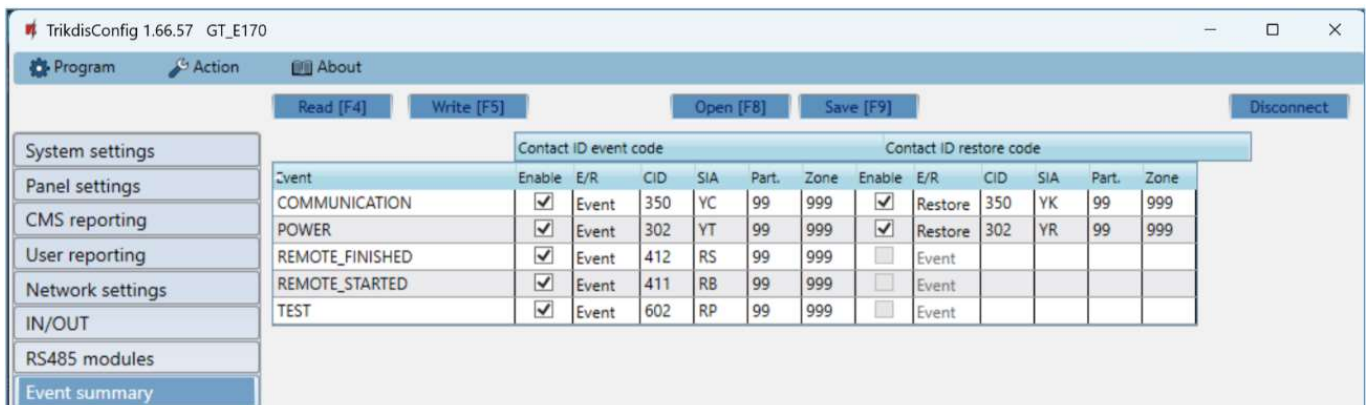 TrikdisConfig 1.66.57 GT_E170
Program Action About
Read [F4] Write [F5] Open [F8] Save [F9] Disconnect
System settings
Panel settings
CMS reporting
User reporting
Network settings
IN/OUT
RS485 modules
Event summary
Contact ID event code Contact ID restore code
Event Enable E/R CID SIA Part. Zone Enable E/R CID SIA Part. Zone
COMMUNICATION Event 350 YC 99 999 Restore 350 YK 99 999
POWER Event 302 YT 99 999 Restore 302 YR 99 999
REMOTE_FINISHED Event 412 RS 99 999 Event
REMOTE_STARTED Event 411 RB 99 999 Event
TEST Event 602 RP 99 999 Event